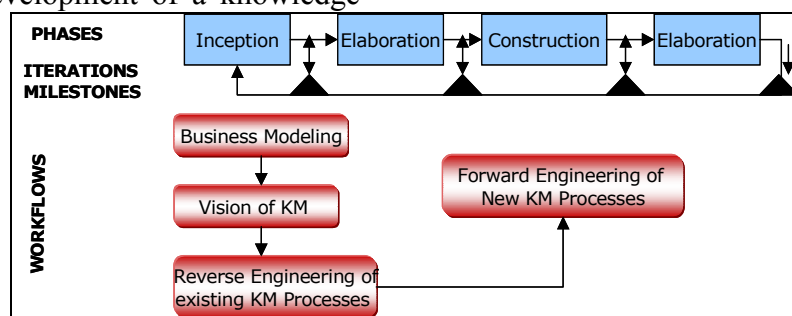 velopment of a knowledge
PHASES
Inception
Elaboration
Construction
Elaboration
ITERATIONS
MILESTONES
WORKFLOWS
Business Modeling
Vision of KM
Reverse Engineering of
existing KM Processes
Forward Engineering of
New KM Processes